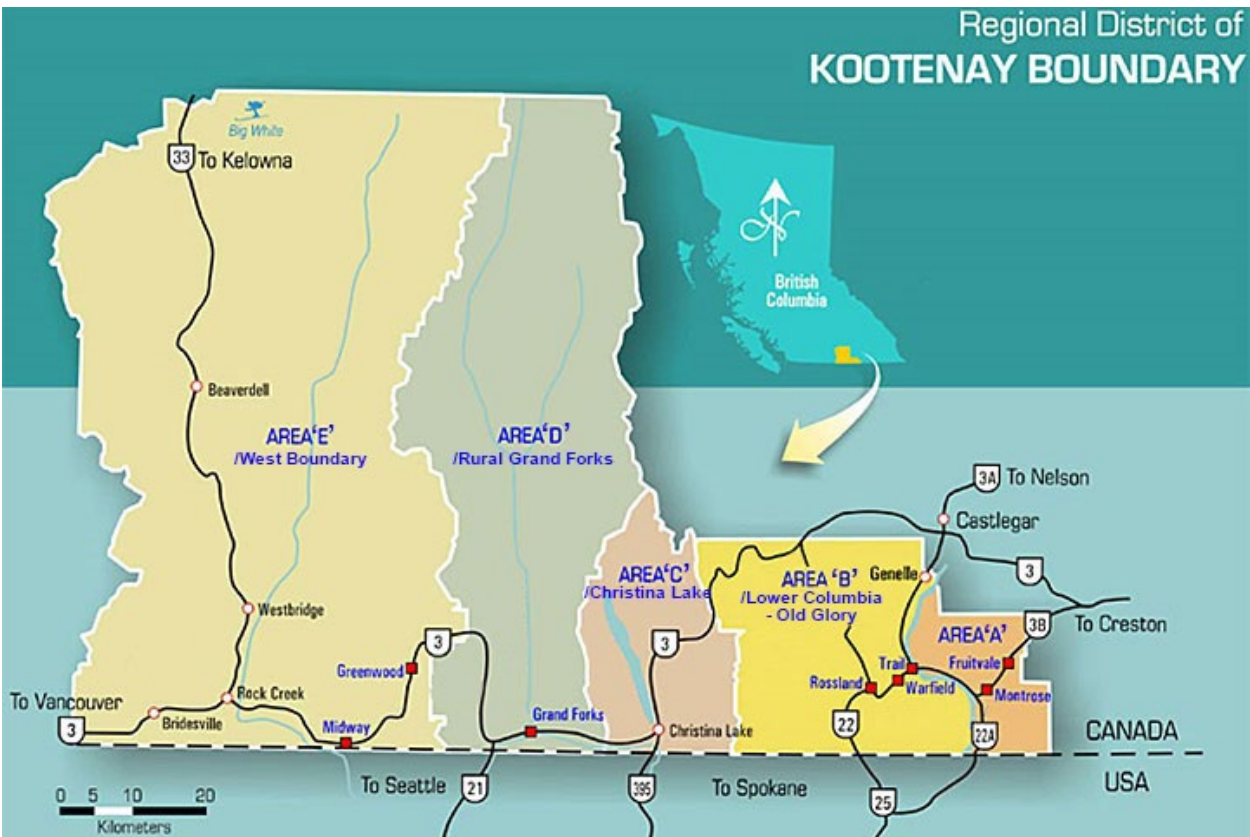 Regional District of
KOOTENAY BOUNDARY
Big White
33 To Kelowna
N
British
Columbia
Beaverdell
AREA‘E’
/West Boundary
AREA‘D’
/Rural Grand Forks
3A To Nelson
Castlegar
AREA‘C’
/Christina Lake
AREA ‘B’
/Lower Columbia
- Old Glory
Genelle
3
Westbridge
3B
To Creston
AREA‘A’
3
3
Greenwood
Trail
Fruitvale
Rossland
Warfield
Montrose
To Vancouver
3
Rock Creek
Bridesville
Midway
Grand Forks
Christina Lake
22
22A
CANADA
USA
To Seattle
21
395
To Spokane
25
0 5 10 20
Kilometers